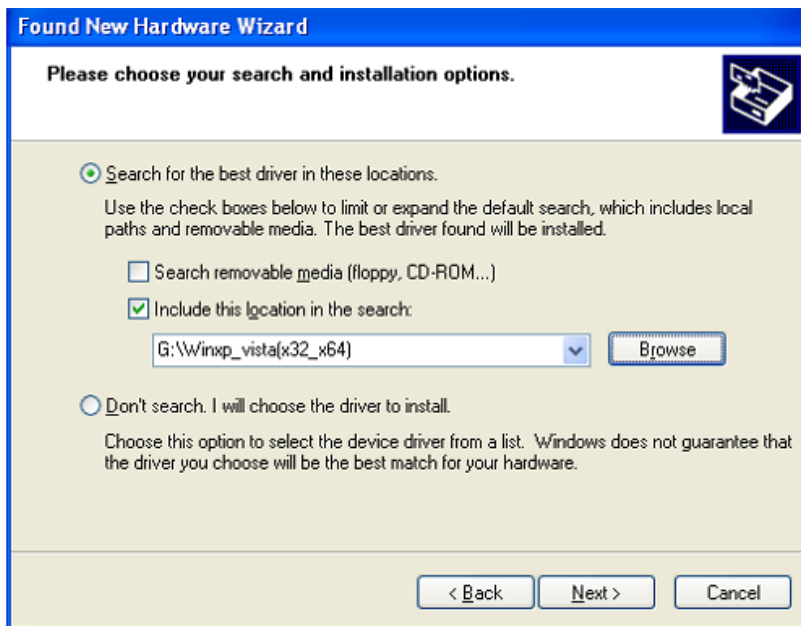 Found New Hardware Wizard
Please choose your search and installation options.
Search for the best driver in these locations.
Use the check boxes below to limit or expand the default search, which includes local
paths and removable media. The best driver found will be installed.
Search removable media (floppy, CD-ROM...)
Include this location in the search:
G:\Winxp_vista(x32_x64)
Browse
Don't search. I will choose the driver to install.
Choose this option to select the device driver from a list. Windows does not guarantee that
the driver you choose will be the best match for your hardware.
< Back
Next >
Cancel